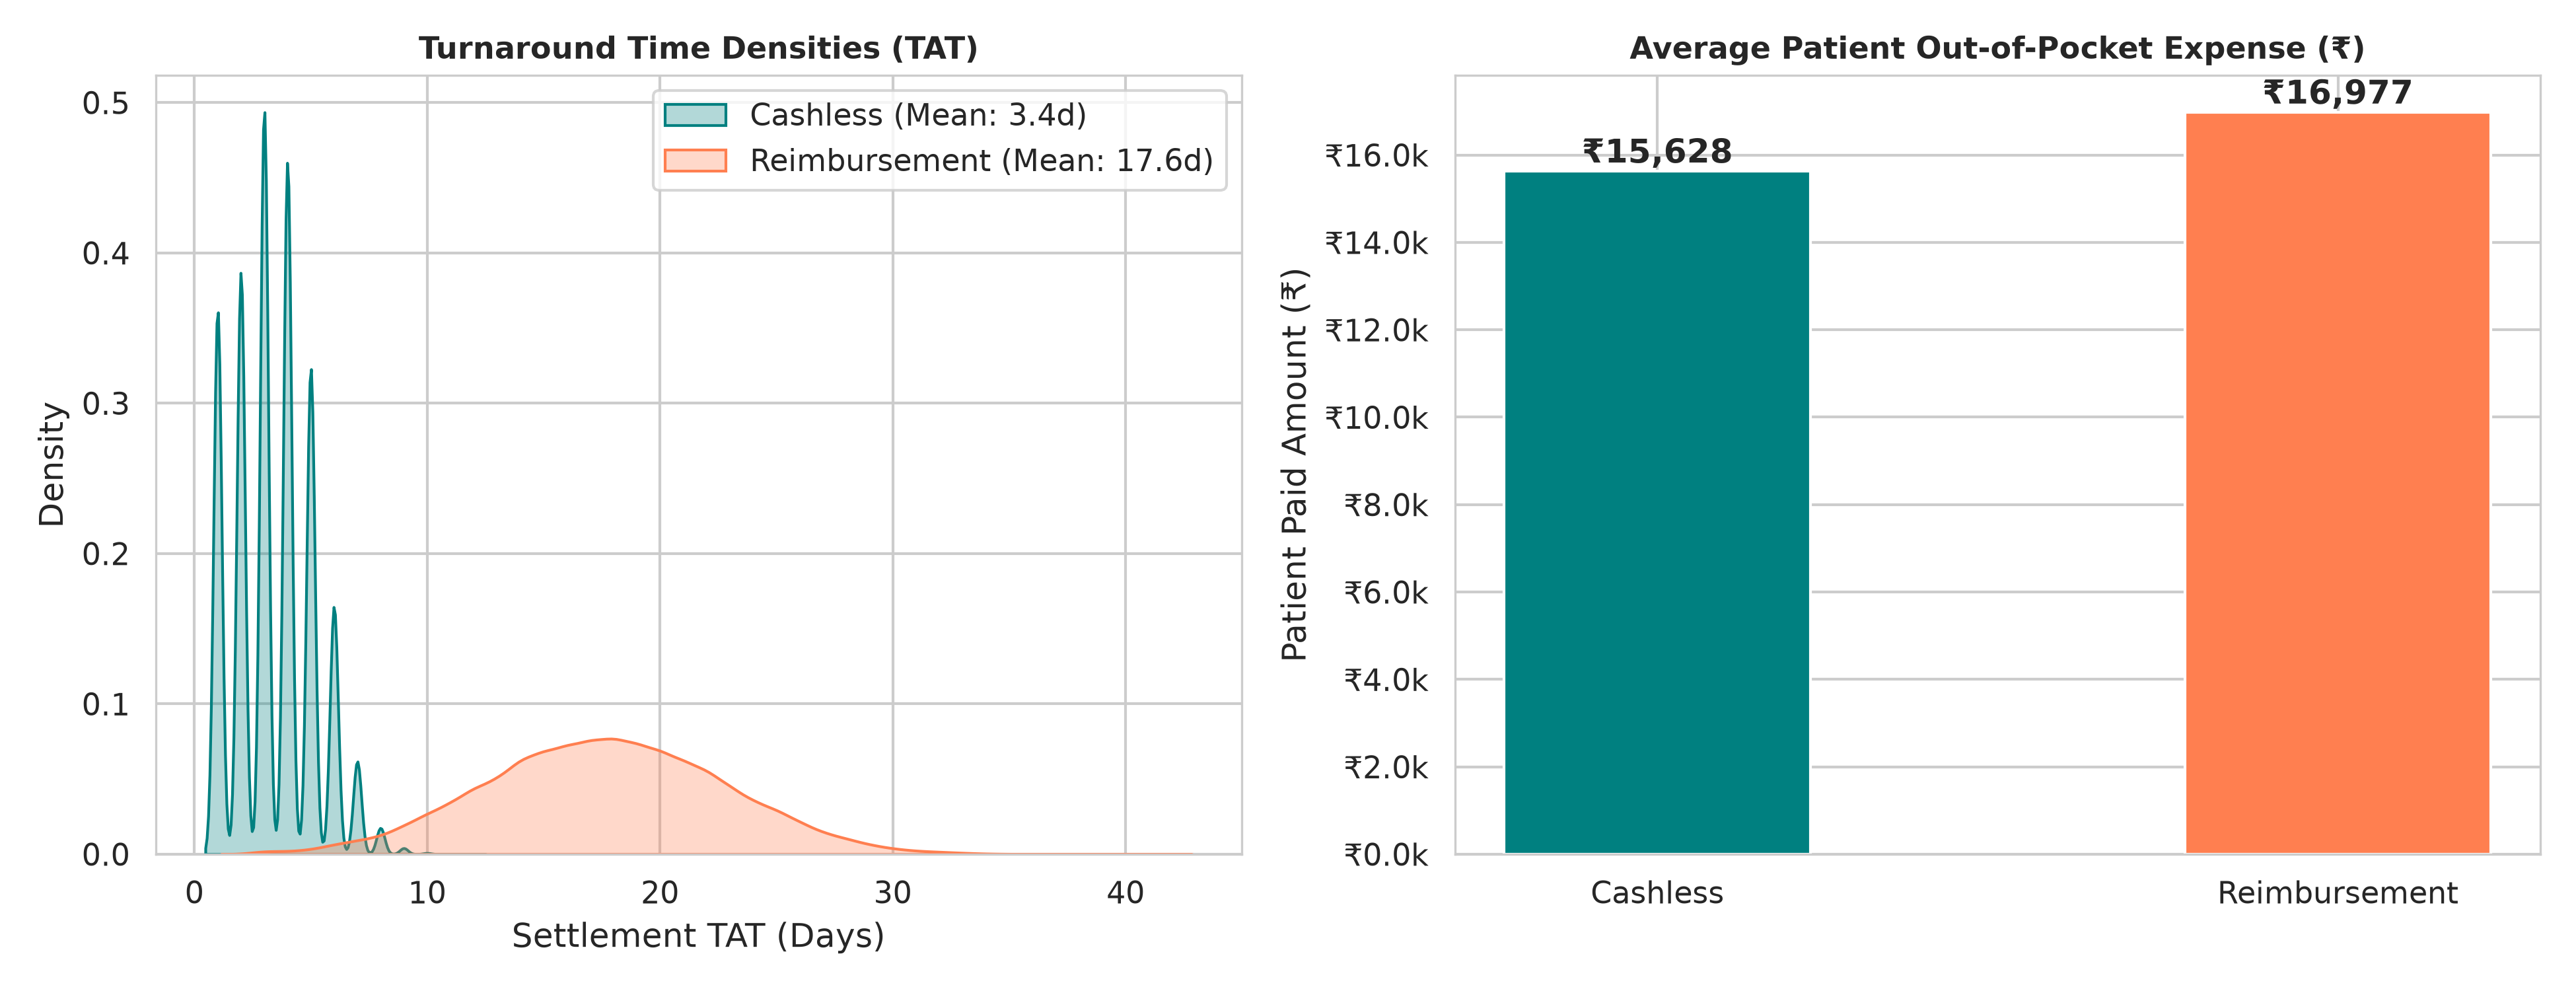 Turnaround Time Densities (TAT)
Cashless (Mean: 3.4d)
Reimbursement (Mean: 17.6d)
Density
0.5
0.4
0.3
0.2
0.1
0.0
0
10
20
30
40
Settlement TAT (Days)
Average Patient Out-of-Pocket Expense (₹)
₹15,628
₹16,977
Patient Paid Amount (₹)
₹16.0k
₹14.0k
₹12.0k
₹10.0k
₹8.0k
₹6.0k
₹4.0k
₹2.0k
₹0.0k
Cashless
Reimbursement